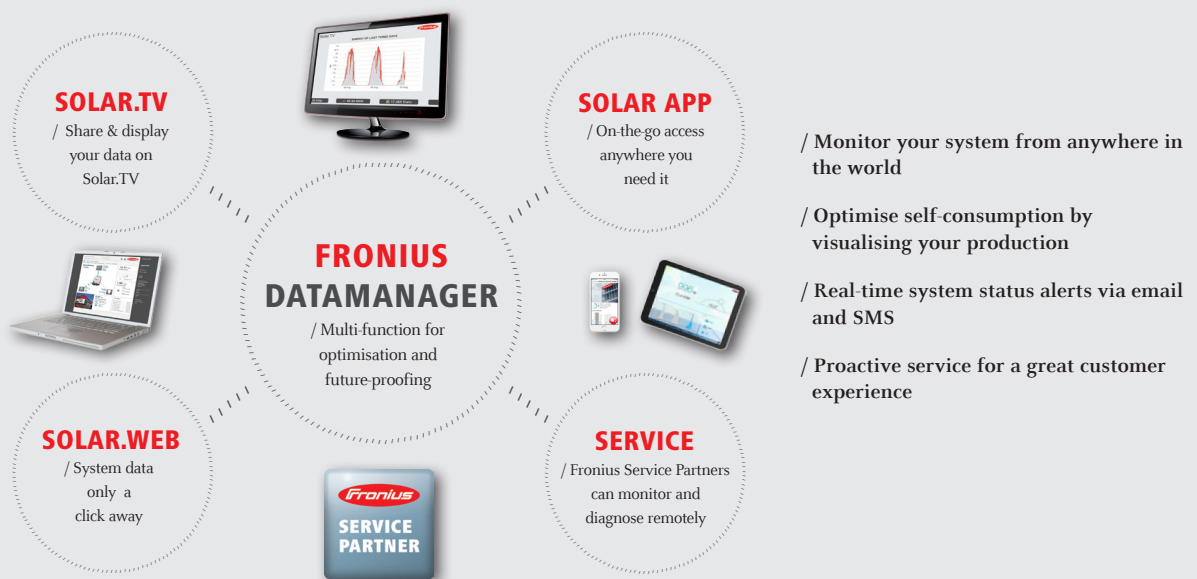 SOLAR.TV
/ Share & display
your data on
Solar.TV
SOLAR APP
/ On-the-go access
anywhere you
need it
FRONIUS
DATAMANAGER
/ Multi-function for
optimisation and
future-proofing
SOLAR.WEB
/ System data
only a
click away
SERVICE
/ Fronius Service Partners
can monitor and
diagnose remotely
Fronius
SERVICE
PARTNER
/ Monitor your system from anywhere in
the world
/ Optimise self-consumption by
visualising your production
/ Real-time system status alerts via email
and SMS
/ Proactive service for a great customer
experience